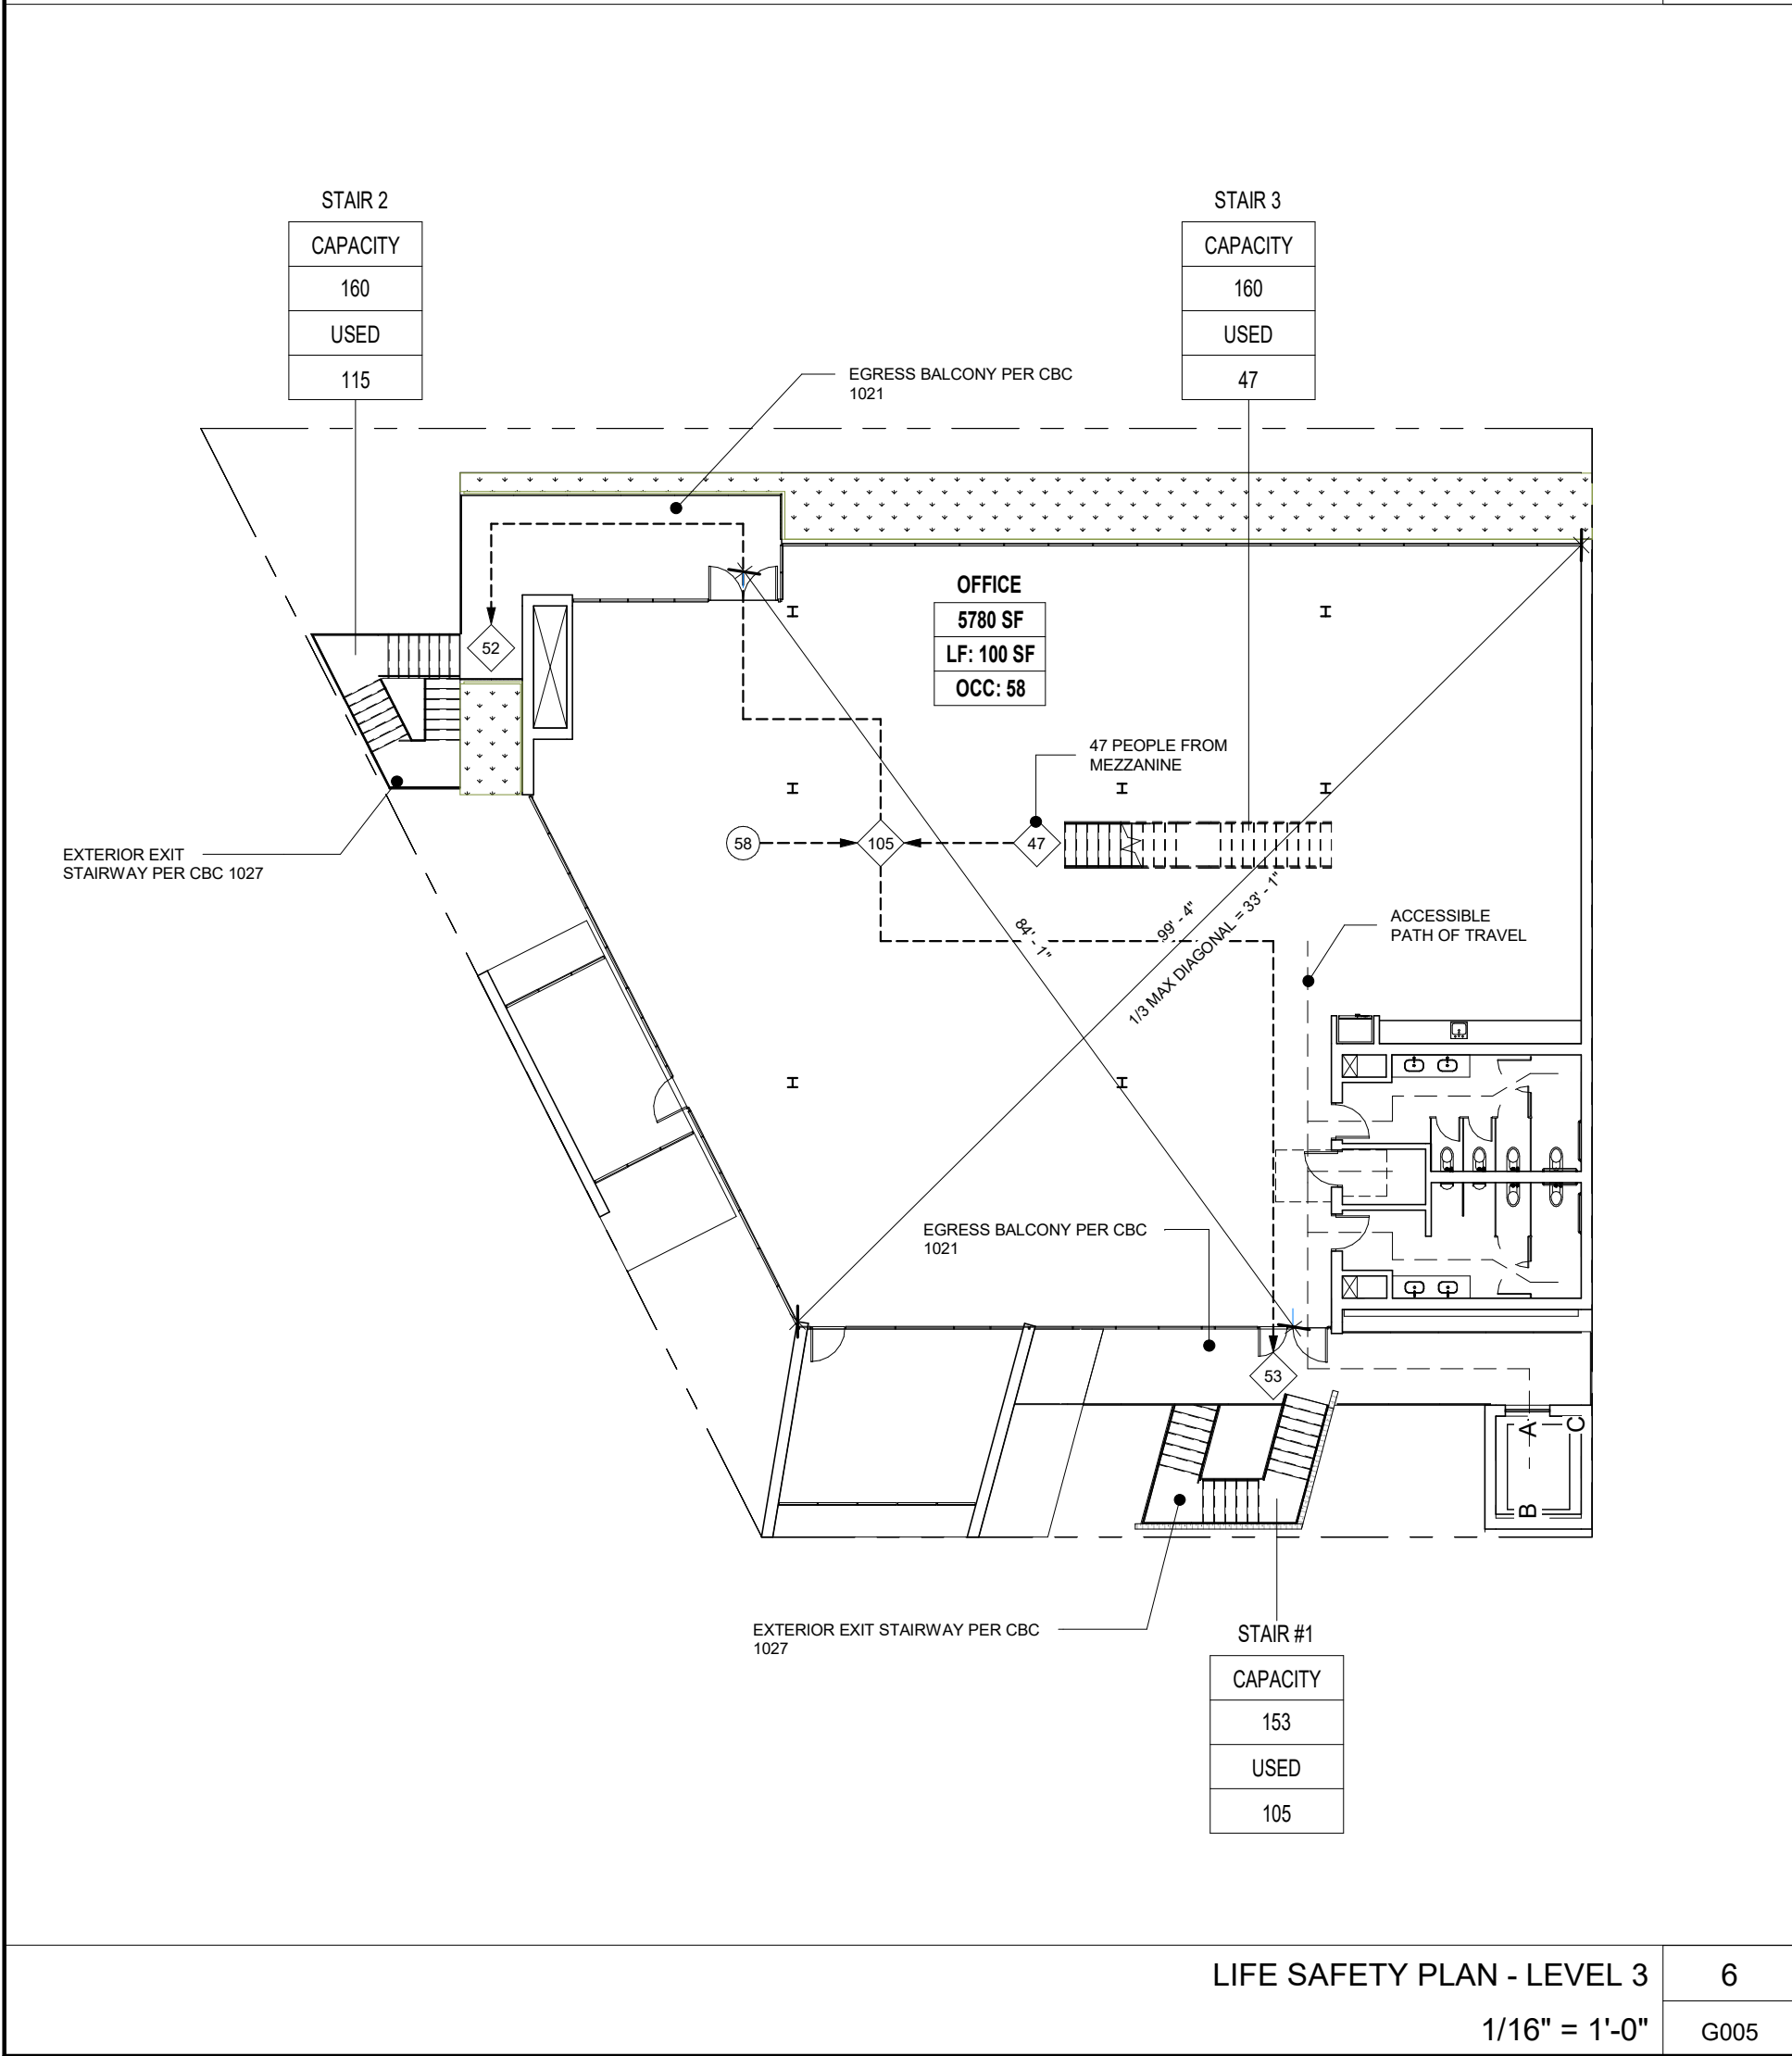 STAIR 2
CAPACITY
160
USED
115
STAIR 3
CAPACITY
160
USED
47
EGRESS BALCONY PER CBC
1021
OFFICE
5780 SF
LF: 100 SF
OCC: 58
52
47 PEOPLE FROM
MEZZANINE
58
105
47
EXTERIOR EXIT
STAIRWAY PER CBC 1027
84' - 1"
99' - 4"
1/3 MAX DIAGONAL = 33' - 1"
ACCESSIBLE
PATH OF TRAVEL
EGRESS BALCONY PER CBC
1021
53
A
C
B
EXTERIOR EXIT STAIRWAY PER CBC
1027
STAIR #1
CAPACITY
153
USED
105
LIFE SAFETY PLAN - LEVEL 3
6
1/16" = 1'-0"
G005